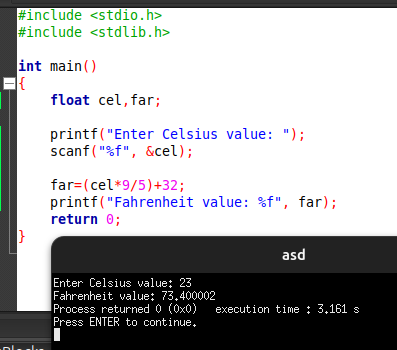 #include <stdio.h>
#include <stdlib.h>
int main()
{
float cel,far;
printf("Enter Celsius value: ");
scanf("%f", &cel);
far=(cel*9/5)+32;
printf("Fahrenheit value: %f", far);
return 0;
}
asd
Enter Celsius value: 23
Fahrenheit value: 73.400002
Process returned 0 (0x0)   execution time : 3.161 s
Press ENTER to continue.